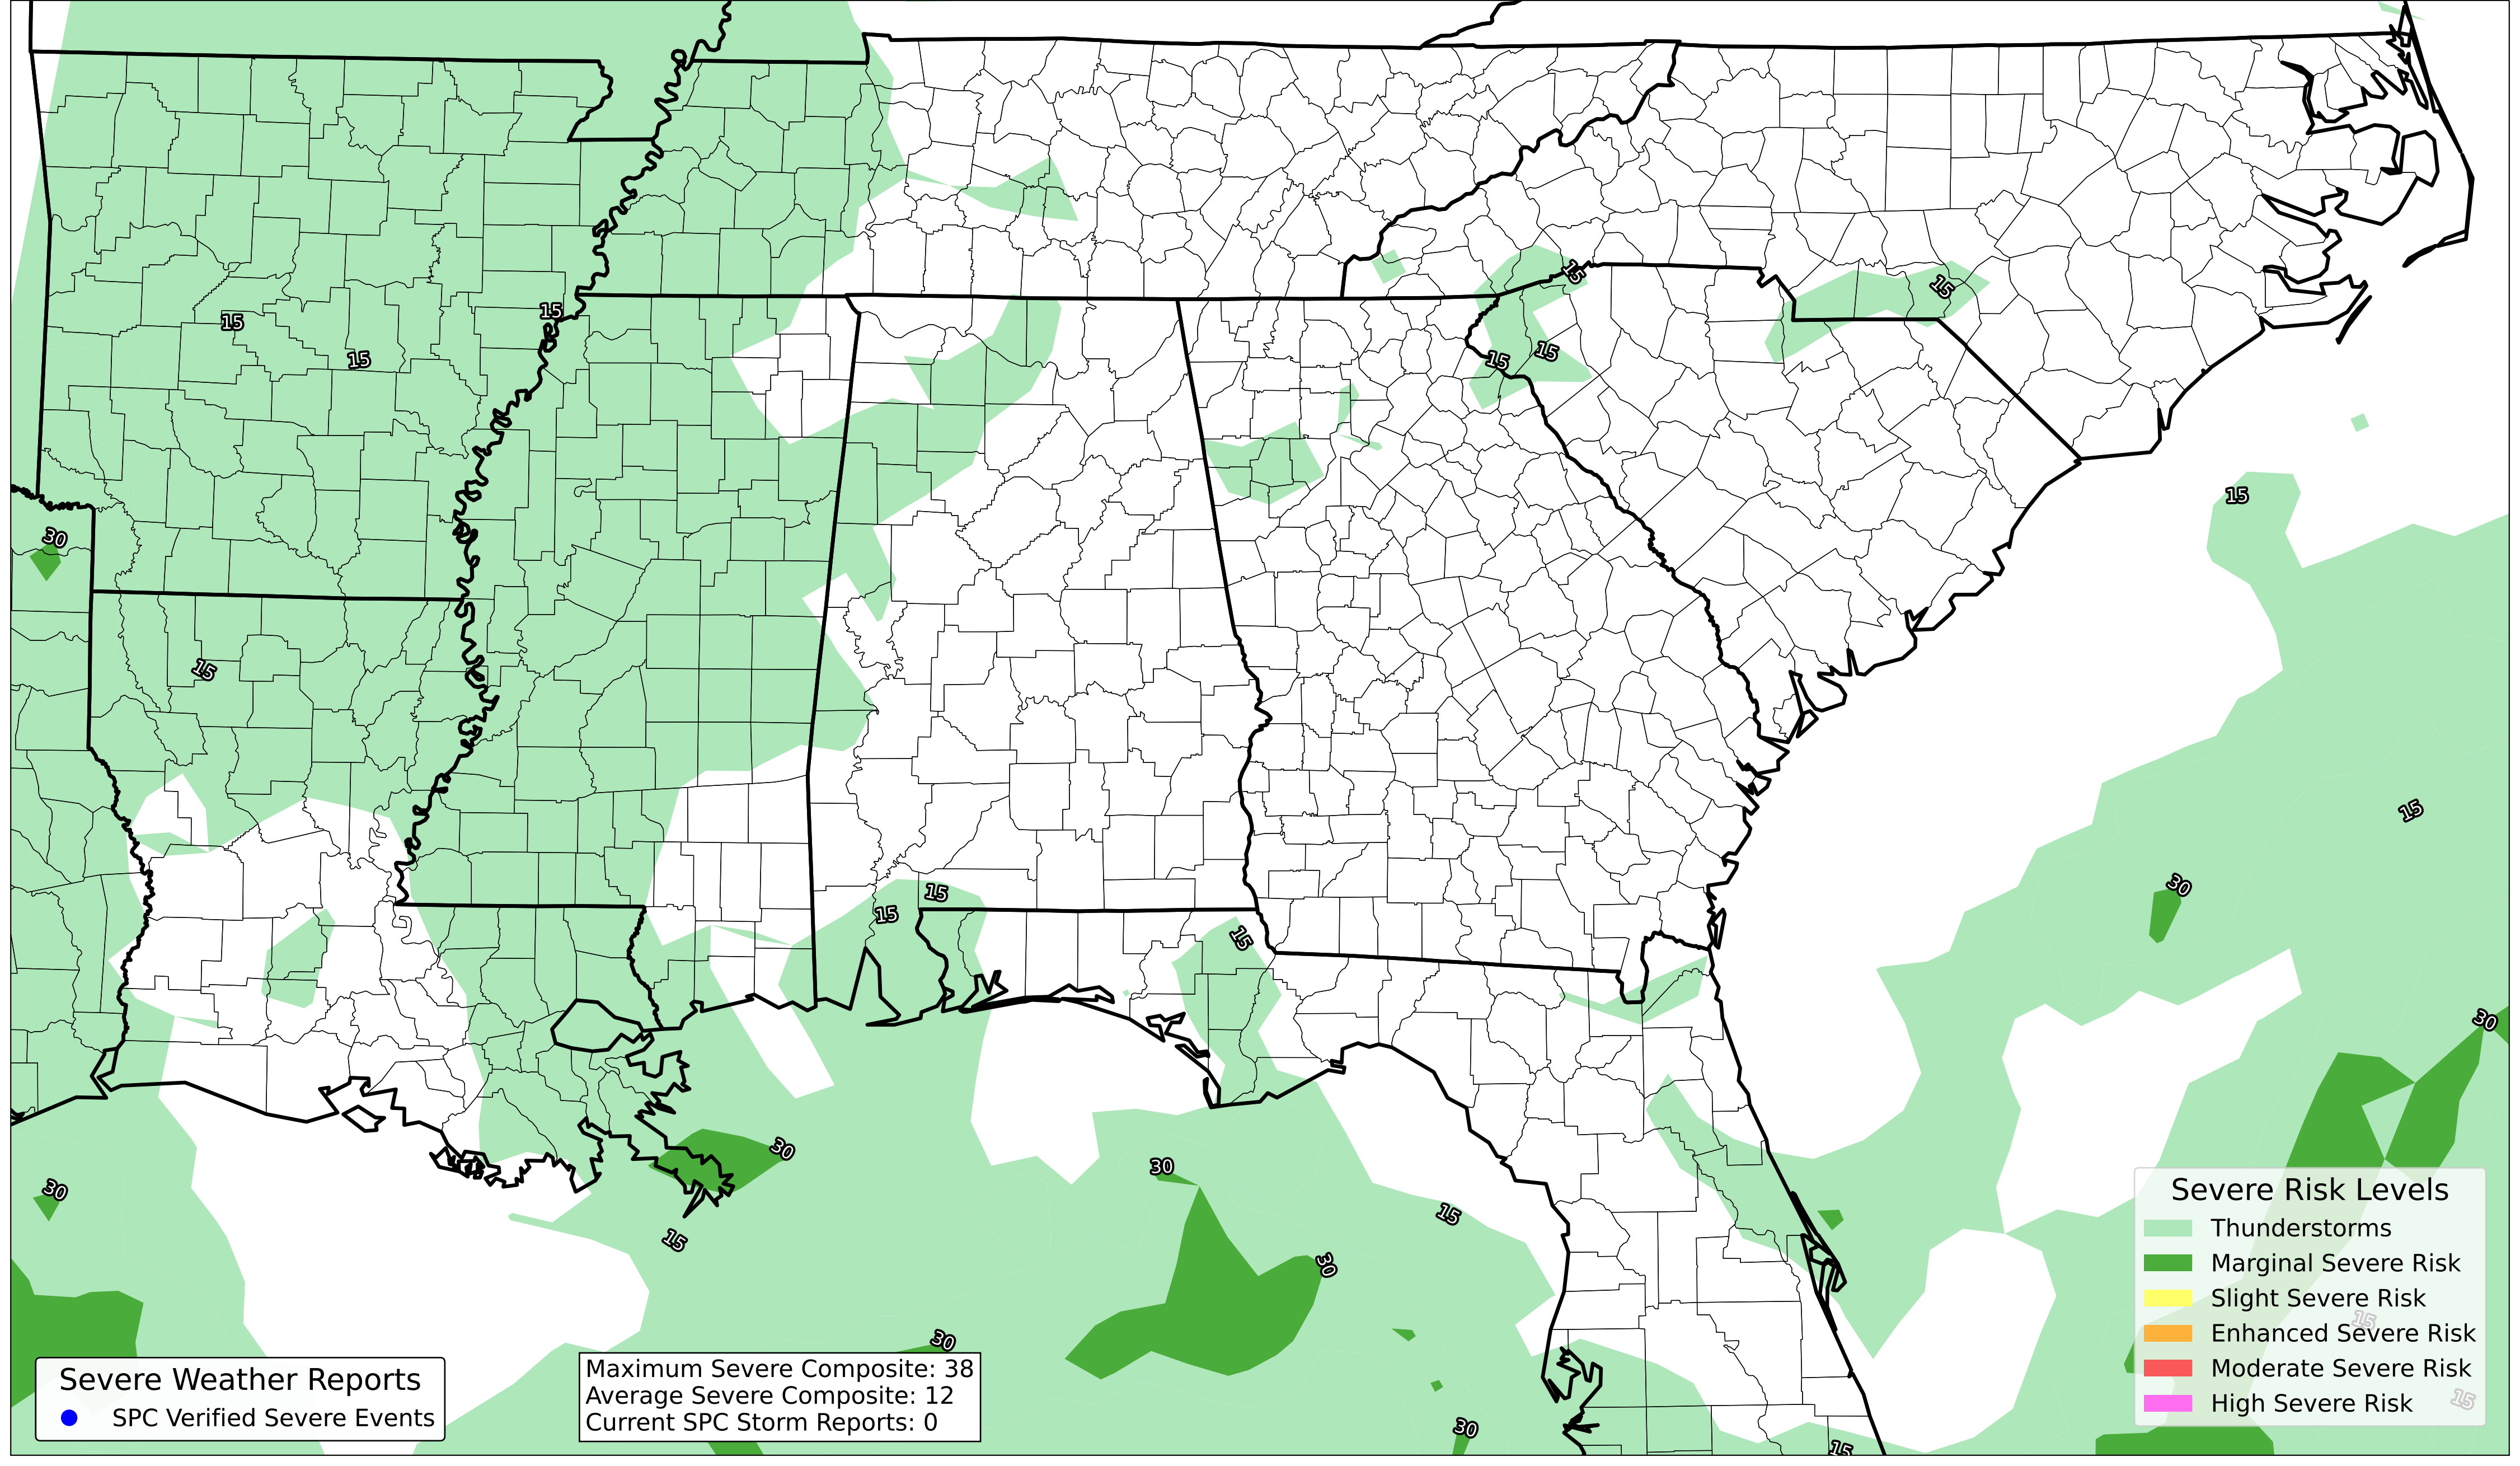 15
15
15
15
15
15
15
30
15
15
15
30
15
15
15
30
30
30
15
30
30
15
30
30
30
15
Severe Risk Levels
Thunderstorms
Marginal Severe Risk
Slight Severe Risk
Enhanced Severe Risk
Moderate Severe Risk
High Severe Risk
15
15
Severe Weather Reports
SPC Verified Severe Events
Maximum Severe Composite: 38
Average Severe Composite: 12
Current SPC Storm Reports: 0